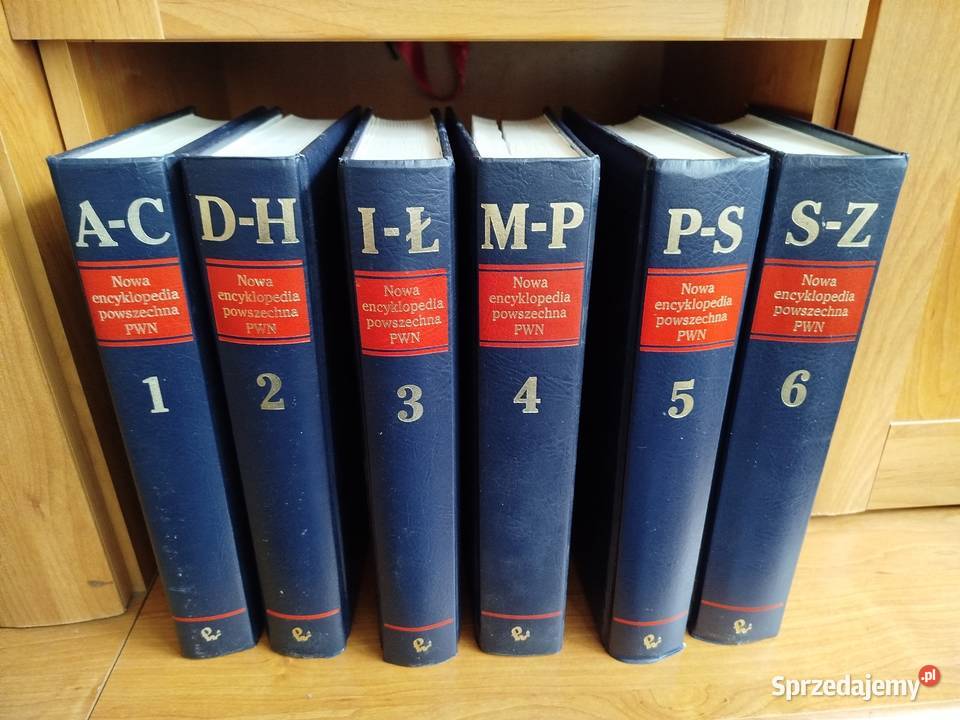 A-C
Nowa
encyklopedia
powszechna
PWN
1
D-H
Nowa
encyklopedia
powszechna
PWN
2
I-Ł
Nowa
encyklopedia
powszechna
PWN
3
M-P
Nowa
encyklopedia
powszechna
PWN
4
P-S
Nowa
encyklopedia
powszechna
PWN
5
S-Z
Nowa
encyklopedia
powszechna
PWN
6
Sprzedajemy.pl